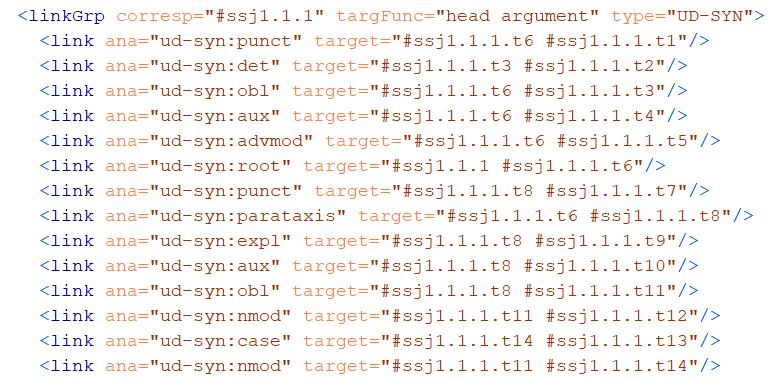 <linkGrp corresp="#ssj1.1.1" targFunc="head argument" type="UD-SYN">
<link ana="ud-syn:punct" target="#ssj1.1.1.t6 #ssj1.1.1.t1"/>
<link ana="ud-syn:det" target="#ssj1.1.1.t3 #ssj1.1.1.t2"/>
<link ana="ud-syn:obl" target="#ssj1.1.1.t6 #ssj1.1.1.t3"/>
<link ana="ud-syn:aux" target="#ssj1.1.1.t6 #ssj1.1.1.t4"/>
<link ana="ud-syn:advmod" target="#ssj1.1.1.t6 #ssj1.1.1.t5"/>
<link ana="ud-syn:root" target="#ssj1.1.1 #ssj1.1.1.t6"/>
<link ana="ud-syn:punct" target="#ssj1.1.1.t8 #ssj1.1.1.t7"/>
<link ana="ud-syn:parataxis" target="#ssj1.1.1.t6 #ssj1.1.1.t8"/>
<link ana="ud-syn:expl" target="#ssj1.1.1.t8 #ssj1.1.1.t9"/>
<link ana="ud-syn:aux" target="#ssj1.1.1.t8 #ssj1.1.1.t10"/>
<link ana="ud-syn:obl" target="#ssj1.1.1.t8 #ssj1.1.1.t11"/>
<link ana="ud-syn:nmod" target="#ssj1.1.1.t11 #ssj1.1.1.t12"/>
<link ana="ud-syn:case" target="#ssj1.1.1.t14 #ssj1.1.1.t13"/>
<link ana="ud-syn:nmod" target="#ssj1.1.1.t11 #ssj1.1.1.t14"/>